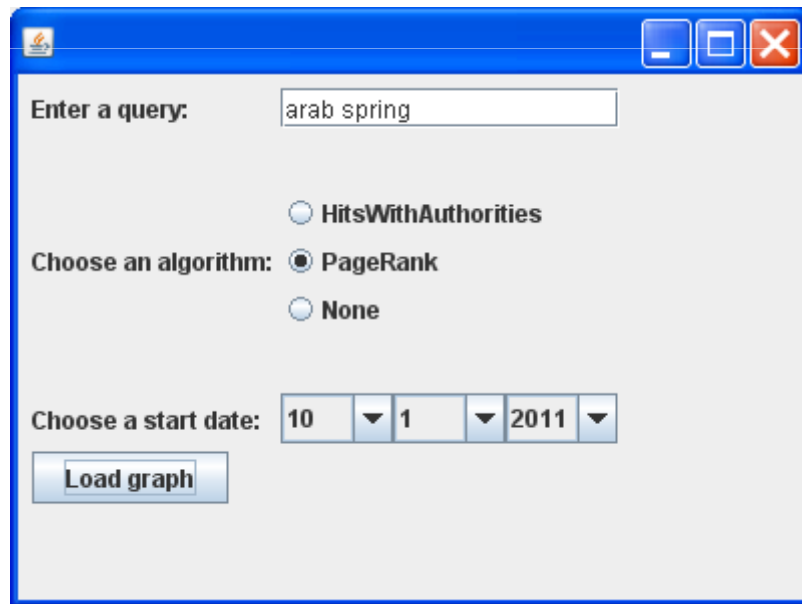 Enter a query: arab spring
HitsWithAuthorities
Choose an algorithm: PageRank
None
Choose a start date: 10 1 2011
Load graph